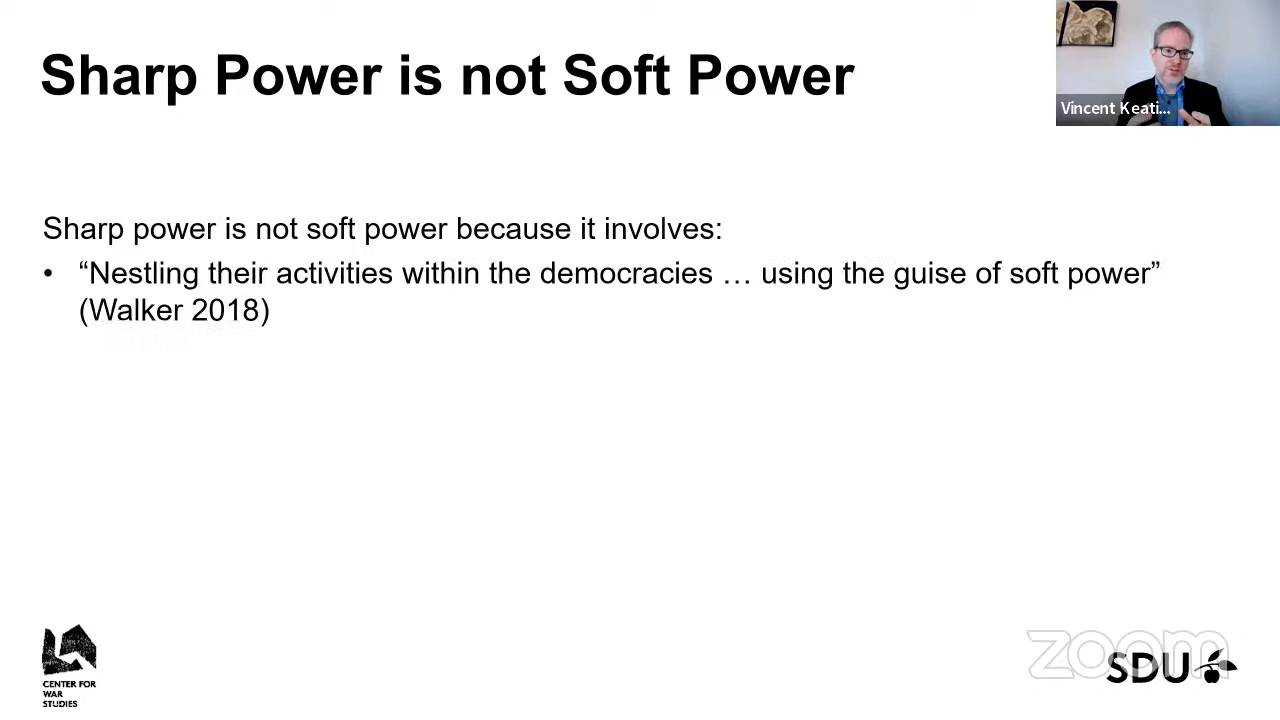 Sharp Power is not Soft Power
Vincent Keati...
Sharp power is not soft power because it involves:
• “Nestling their activities within the democracies … using the guise of soft power”
(Walker 2018)
CENTER FOR
WAR
STUDIES
zoom
SDU